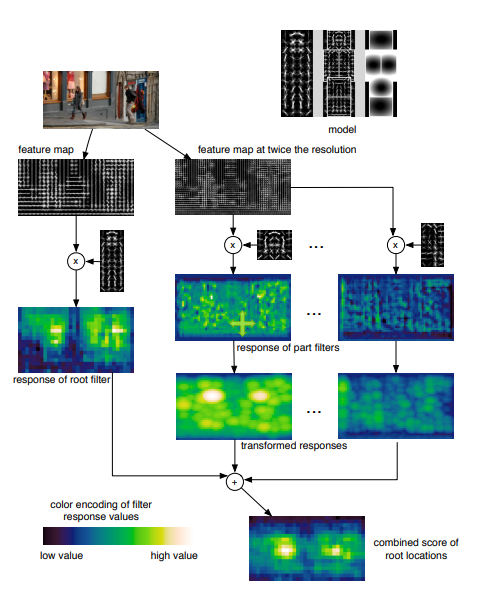 model
feature map
feature map at twice the resolution
x
x
...
x
...
response of part filters
response of root filter
...
transformed responses
+
color encoding of filter
response values
low value
high value
combined score of
root locations